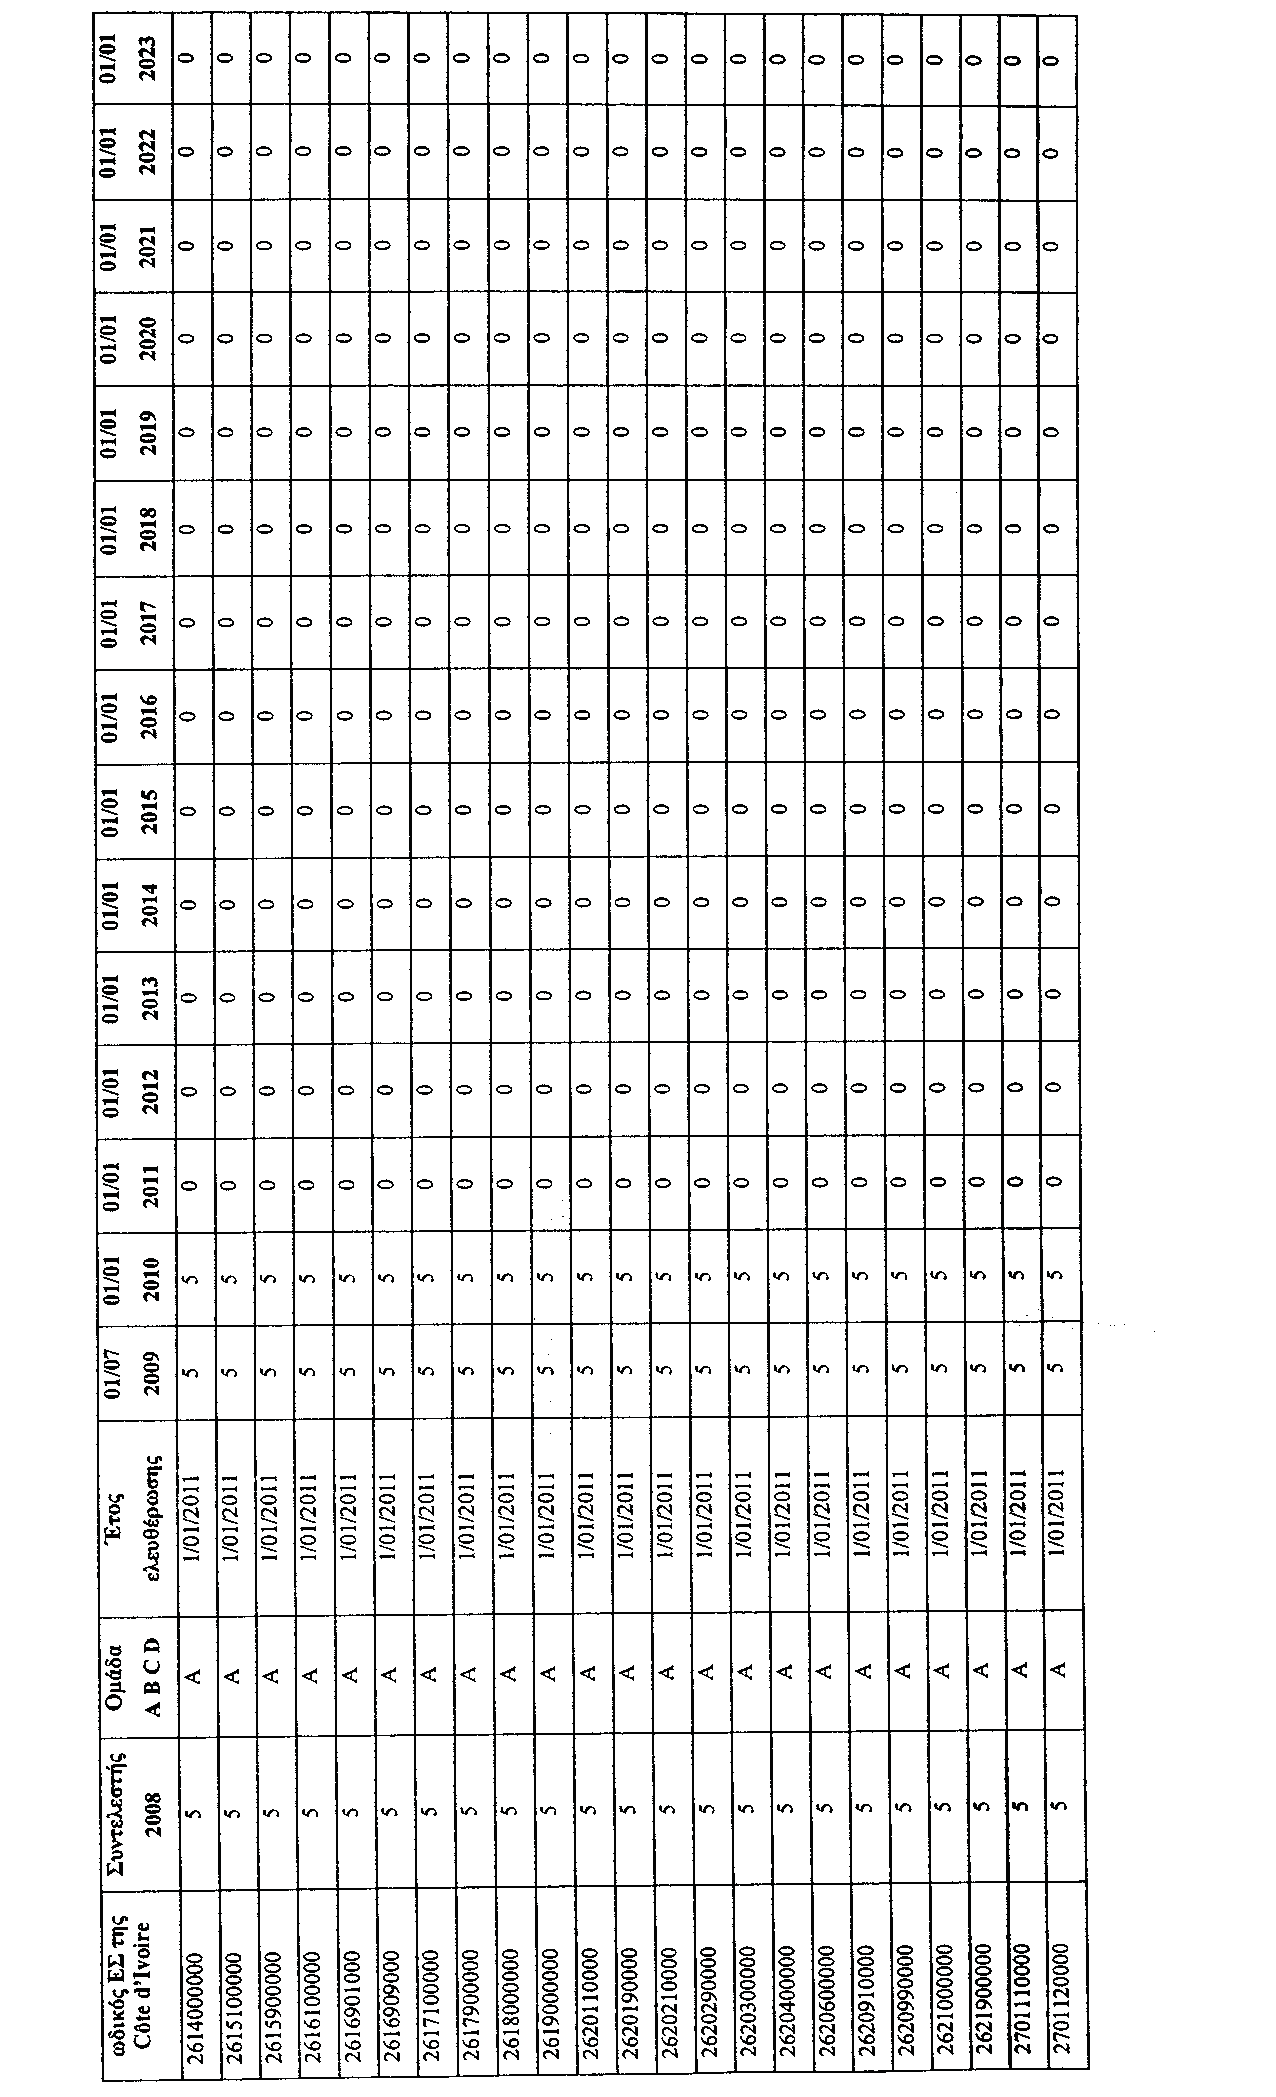 ωδικός ΕΣ της Συντελεστής Ομάδα Έτος 01/07 01/01 01/01 01/01 01/01 01/01 01/01 01/01 01/01 01/01 01/01 01/01 01/01 01/01 01/01
Côte d'Ivoire 2008 A B C D ελευθέρωσης 2009 2010 2011 2012 2013 2014 2015 2016 2017 2018 2019 2020 2021 2022 2023
2614000000 5 A 1/01/2011 5 5 0 0 0 0 0 0 0 0 0 0 0 0 0
2615100000 5 A 1/01/2011 5 5 0 0 0 0 0 0 0 0 0 0 0 0 0
2615900000 5 A 1/01/2011 5 5 0 0 0 0 0 0 0 0 0 0 0 0 0
2616100000 5 A 1/01/2011 5 5 0 0 0 0 0 0 0 0 0 0 0 0 0
2616901000 5 A 1/01/2011 5 5 0 0 0 0 0 0 0 0 0 0 0 0 0
2616909000 5 A 1/01/2011 5 5 0 0 0 0 0 0 0 0 0 0 0 0 0
2617100000 5 A 1/01/2011 5 5 0 0 0 0 0 0 0 0 0 0 0 0 0
2617900000 5 A 1/01/2011 5 5 0 0 0 0 0 0 0 0 0 0 0 0 0
2618000000 5 A 1/01/2011 5 5 0 0 0 0 0 0 0 0 0 0 0 0 0
2619000000 5 A 1/01/2011 5 5 0 0 0 0 0 0 0 0 0 0 0 0 0
2620110000 5 A 1/01/2011 5 5 0 0 0 0 0 0 0 0 0 0 0 0 0
2620190000 5 A 1/01/2011 5 5 0 0 0 0 0 0 0 0 0 0 0 0 0
2620210000 5 A 1/01/2011 5 5 0 0 0 0 0 0 0 0 0 0 0 0 0
2620290000 5 A 1/01/2011 5 5 0 0 0 0 0 0 0 0 0 0 0 0 0
2620300000 5 A 1/01/2011 5 5 0 0 0 0 0 0 0 0 0 0 0 0 0
2620400000 5 A 1/01/2011 5 5 0 0 0 0 0 0 0 0 0 0 0 0 0
2620600000 5 A 1/01/2011 5 5 0 0 0 0 0 0 0 0 0 0 0 0 0
2620910000 5 A 1/01/2011 5 5 0 0 0 0 0 0 0 0 0 0 0 0 0
2620990000 5 A 1/01/2011 5 5 0 0 0 0 0 0 0 0 0 0 0 0 0
2621000000 5 A 1/01/2011 5 5 0 0 0 0 0 0 0 0 0 0 0 0 0
2621900000 5 A 1/01/2011 5 5 0 0 0 0 0 0 0 0 0 0 0 0 0
2701110000 5 A 1/01/2011 5 5 0 0 0 0 0 0 0 0 0 0 0 0 0
2701120000 5 A 1/01/2011 5 5 0 0 0 0 0 0 0 0 0 0 0 0 0